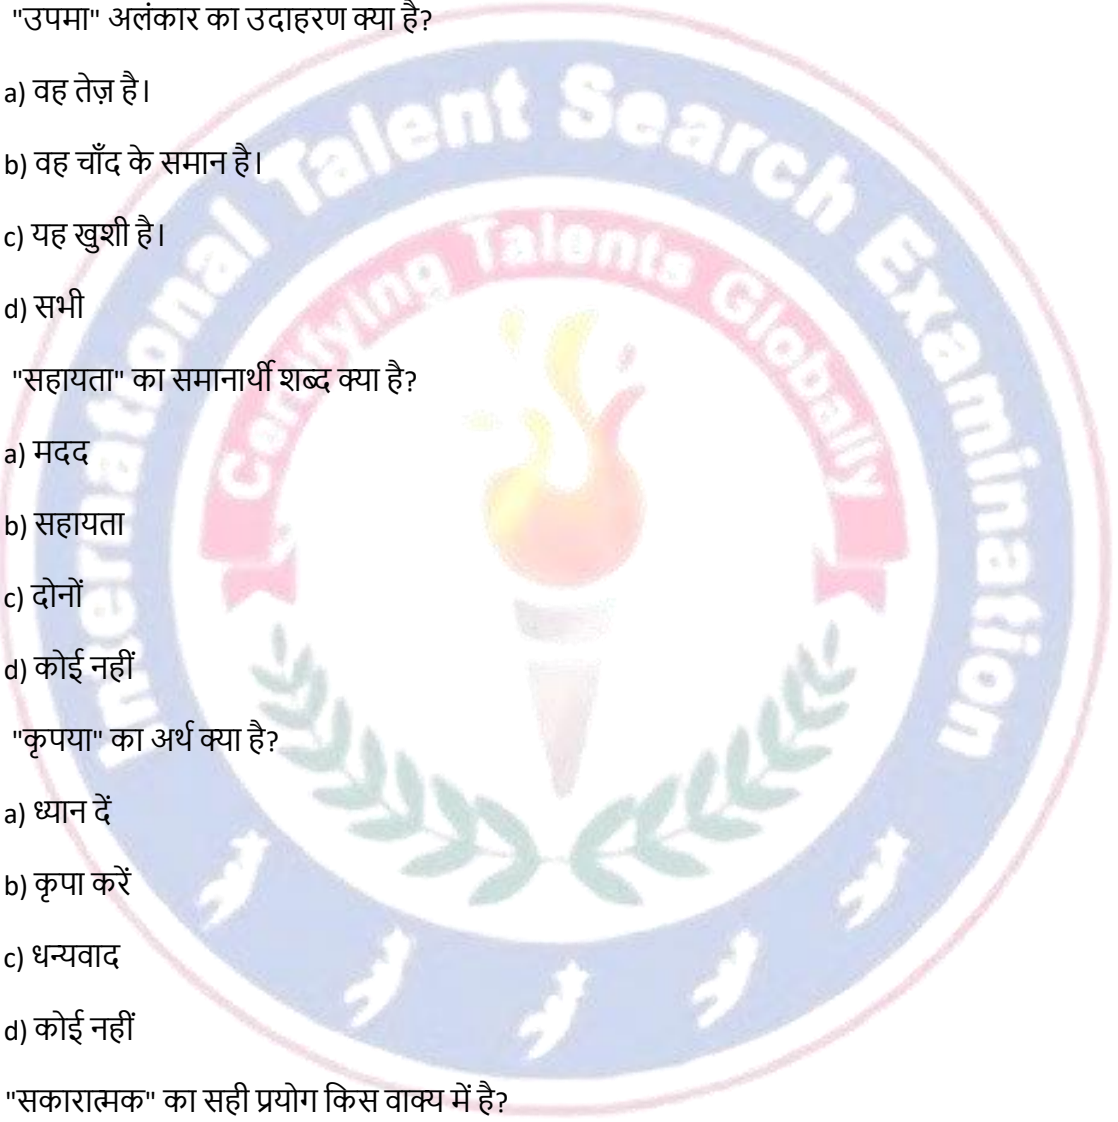 "उपमा" अलंकार का उदाहरण क्या है?
a) वह तेज़ है।
b) वह चाँद के समान है।
c) यह खुशी है।
d) सभी
"सहायता" का समानार्थी शब्द क्या है?
a) मदद
b) सहायता
c) दोनों
d) कोई नहीं
"कृपया" का अर्थ क्या है?
a) ध्यान दें
b) कृपा करें
c) धन्यवाद
d) कोई नहीं
"सकारात्मक" का सही प्रयोग किस वाक्य में है?
International Talent Search Examination
Certifying Talents Globally